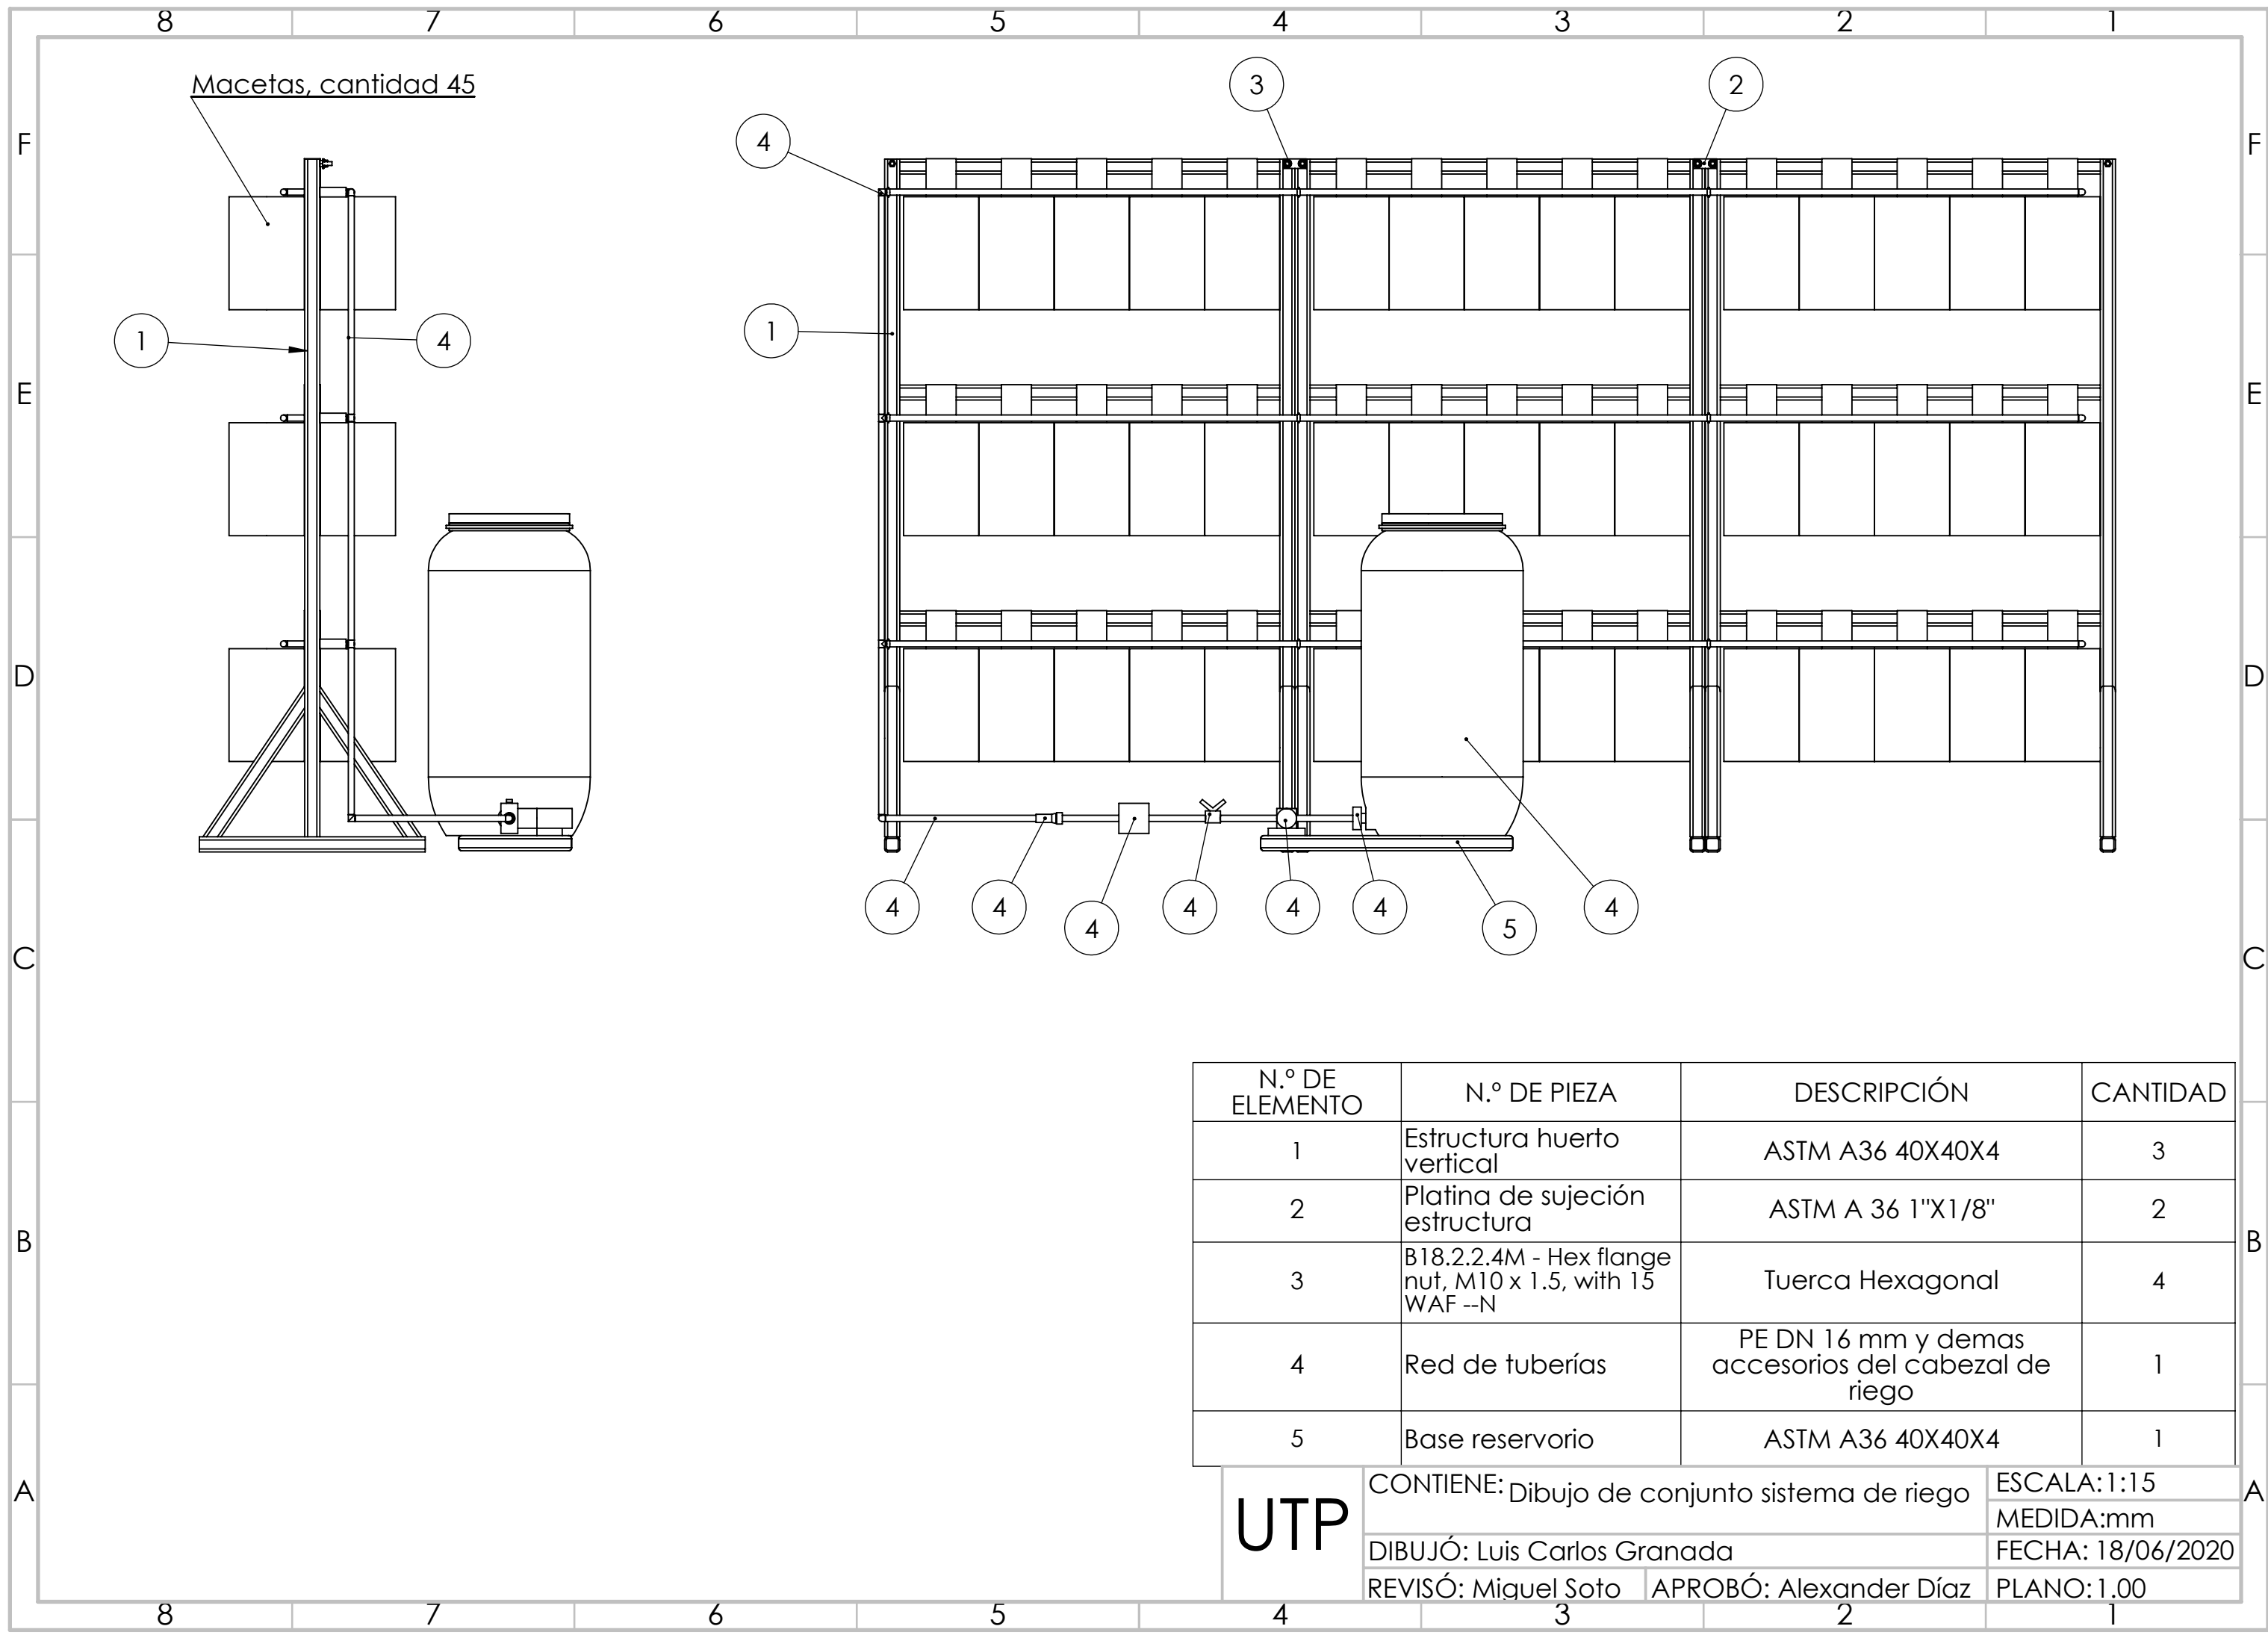 8 7 6 5 4 3 2 1
F F
E E
D D
C C
B B
A A
Macetas, cantidad 45
1
4
4
3
2
1
4
4
4
4
4
4
5
4
N.º DE
ELEMENTO
N.º DE PIEZA
DESCRIPCIÓN
CANTIDAD
1
Estructura huerto
vertical
ASTM A36 40X40X4
3
2
Platina de sujeción
estructura
ASTM A 36 1"X1/8"
2
3
B18.2.2.4M - Hex flange
nut, M10 x 1.5, with 15
WAF --N
Tuerca Hexagonal
4
4
Red de tuberías
PE DN 16 mm y demas
accesorios del cabezal de
riego
1
5
Base reservorio
ASTM A36 40X40X4
1
UTP
CONTIENE: Dibujo de conjunto sistema de riego
ESCALA:1:15
MEDIDA:mm
DIBUJÓ: Luis Carlos Granada
FECHA: 18/06/2020
REVISÓ: Miguel Soto
APROBÓ: Alexander Díaz
PLANO:1.00
8 7 6 5 4 3 2 1